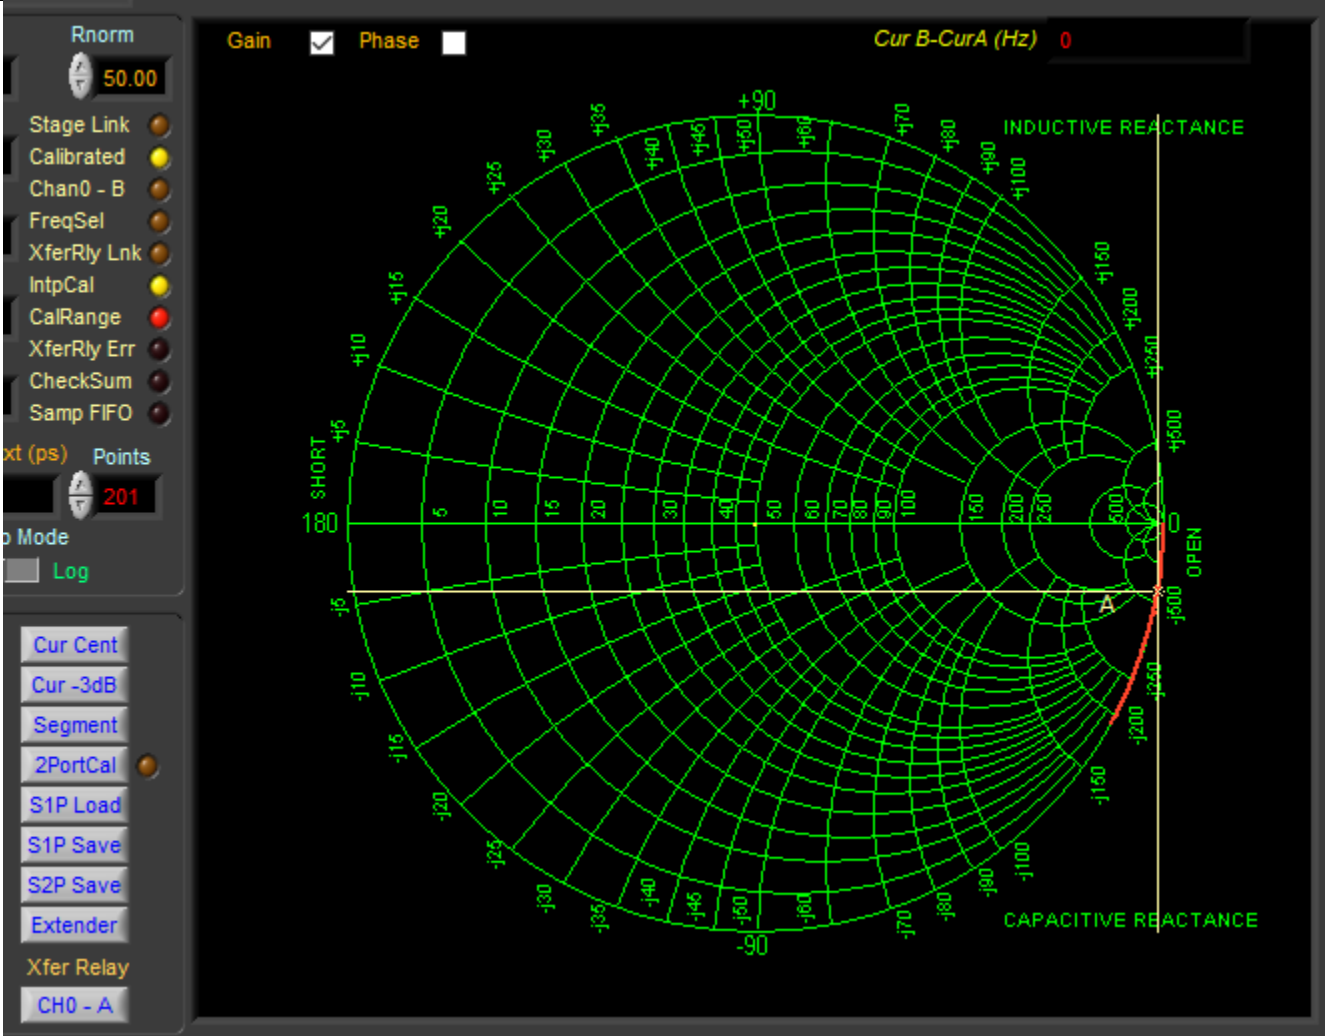 Rnorm
50.00
Stage Link
Calibrated
Chan0 - B
FreqSel
XferRly Lnk
IntpCal
CalRange
XferRly Err
CheckSum
Samp FIFO
xt (ps) Points
201
o Mode
Log
Cur Cent
Cur -3dB
Segment
2PortCal
S1P Load
S1P Save
S2P Save
Extender
Xfer Relay
CH0 - A
Gain Phase Cur B-CurA (Hz) 0
INDUCTIVE REACTANCE
+90
+j5 +j10 +j15 +j20 +j25 +j30 +j35 +j40 +j45 +j50 +j60 +j70 +j80 +j90 +j100 +j150 +j200 +j250 +j500
SHORT
180 5 10 15 20 30 40 50 60 70 80 90 100 150 200 250 500 0
OPEN
A
-j5 -j10 -j15 -j20 -j25 -j30 -j35 -j40 -j45 -j50 -j60 -j70 -j80 -j90 -j100 -j150 -j200 -j250 -j500
-90
CAPACITIVE REACTANCE